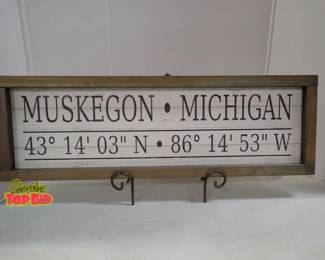 MUSKEGON • MICHIGAN
43° 14' 03" N • 86° 14' 53" W
TOP BID